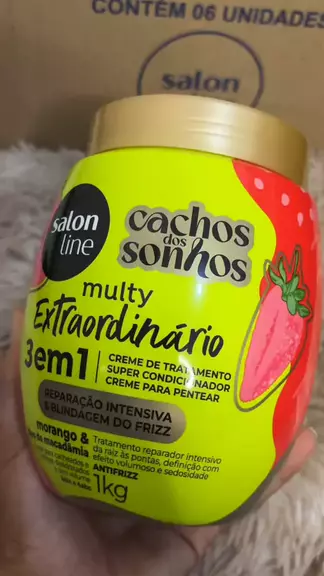 CONTÉM 06 UNIDADES
salon
salon
line
cachos
dos
sonhos
multy
Extraordinário
3em1
CREME DE TRATAMENTO
SUPER CONDICIONADOR
CREME PARA PENTEAR
REPARAÇÃO INTENSIVA
& BLINDAGEM DO FRIZZ
morango &
de macadâmia
Tratamento reparador intensivo
da raiz às pontas, definição com
efeito volumoso e sedosidade
ANTIFRIZZ
1kg